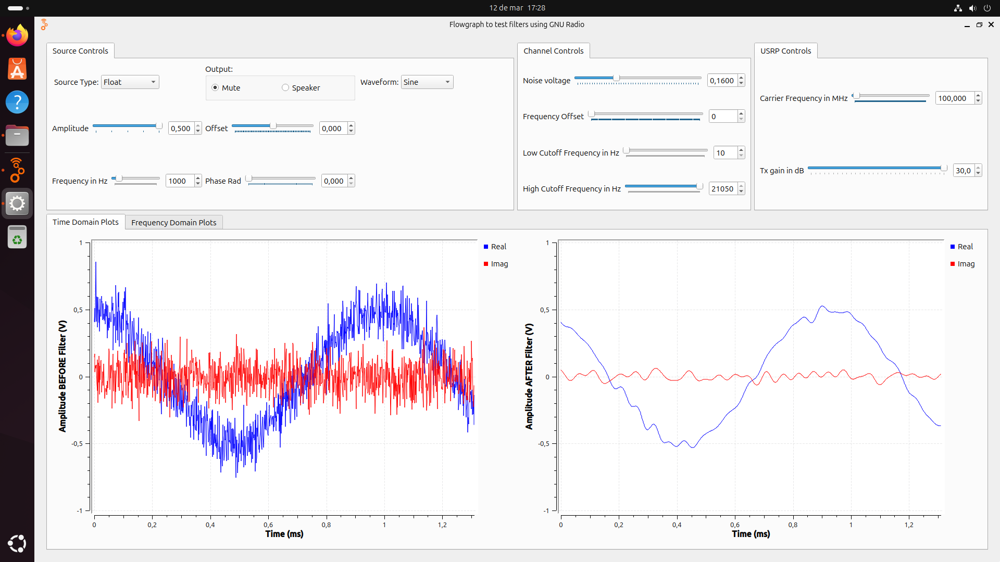 12 de mar 17:28
Flowgraph to test filters using GNU Radio
Source Controls
Source Type: Float
Output:
Mute
Speaker
Waveform: Sine
Amplitude 0,500
Offset 0,000
Frequency in Hz 1000
Phase Rad 0,000
Channel Controls
Noise voltage 0,1600
Frequency Offset 0
Low Cutoff Frequency in Hz 10
High Cutoff Frequency in Hz 21050
USRP Controls
Carrier Frequency in MHz 100,000
Tx gain in dB 30,0
Time Domain Plots
Frequency Domain Plots
Amplitude BEFORE Filter (V)
1
0,5
0
-0,5
-1
0 0,2 0,4 0,6 0,8 1 1,2
Time (ms)
Real
Imag
Amplitude AFTER Filter (V)
1
0,5
0
-0,5
-1
0 0,2 0,4 0,6 0,8 1 1,2
Time (ms)
Real
Imag